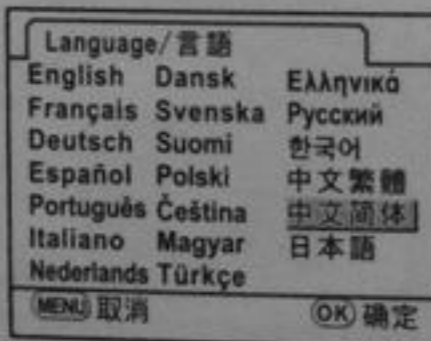 Language/言語
English Dansk Ελληνικά
Français Svenska Русский
Deutsch Suomi 한국어
Español Polski 中文繁體
Português Čeština 中文简体
Italiano Magyar 日本語
Nederlands Türkçe
MENU 取消 OK 确定